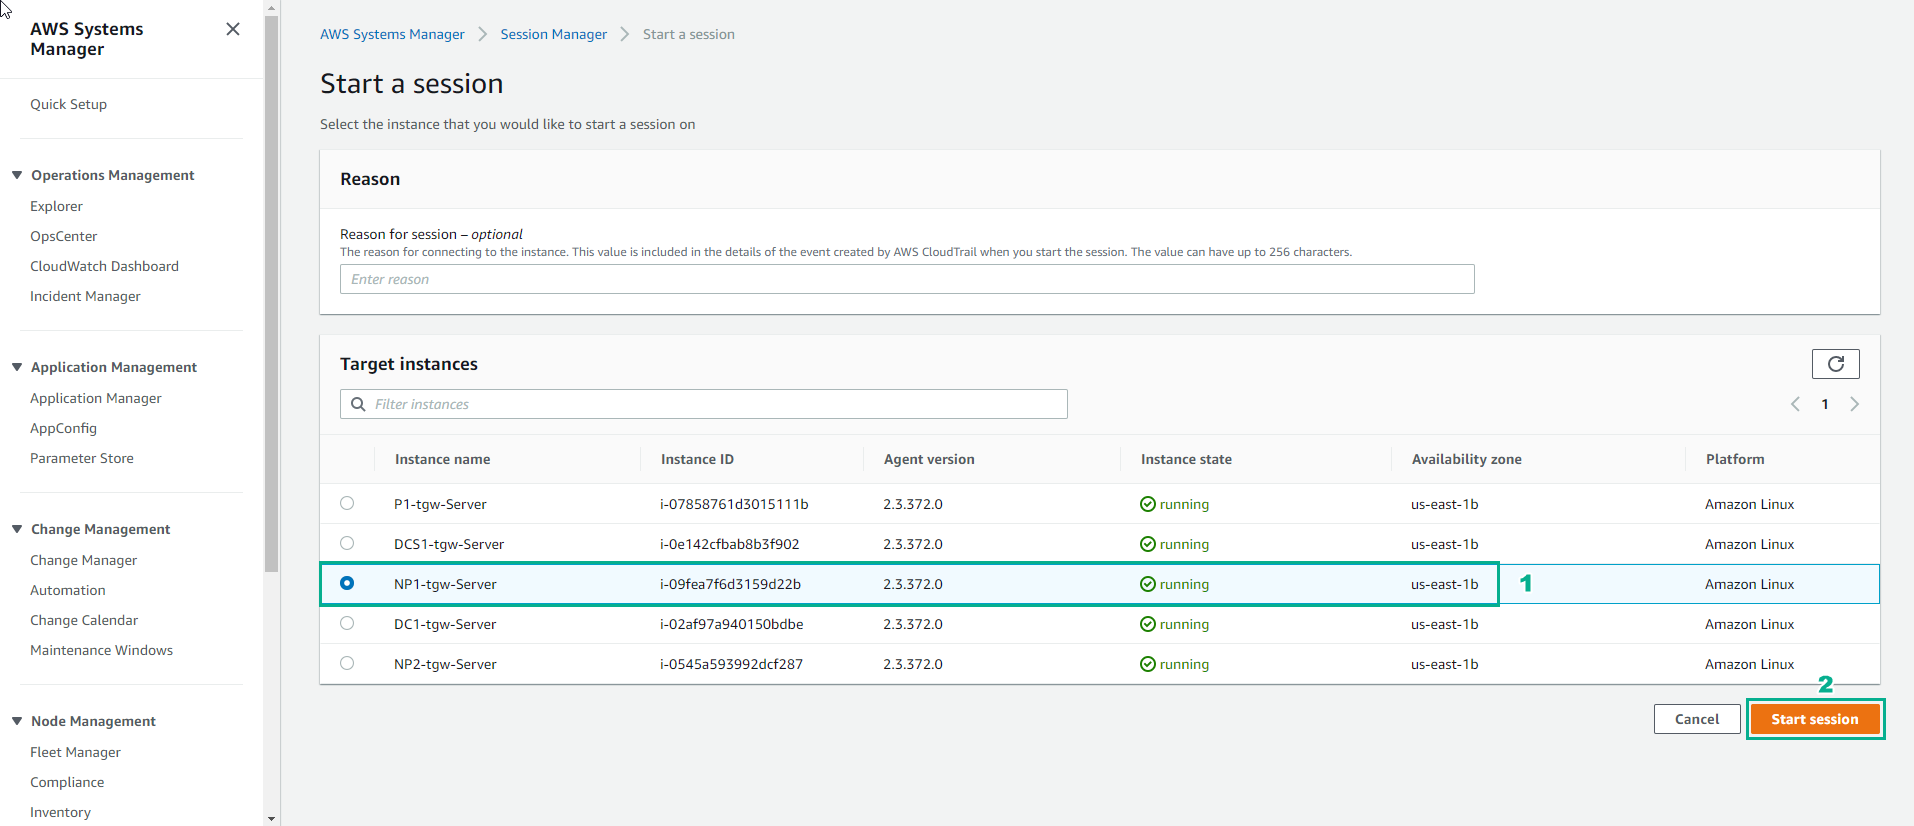 AWS Systems
Manager
Quick Setup
Operations Management
Explorer
OpsCenter
CloudWatch Dashboard
Incident Manager
Application Management
Application Manager
AppConfig
Parameter Store
Change Management
Change Manager
Automation
Change Calendar
Maintenance Windows
Node Management
Fleet Manager
Compliance
Inventory
AWS Systems Manager > Session Manager > Start a session
Start a session
Select the instance that you would like to start a session on
Reason
Reason for session – optional
The reason for connecting to the instance. This value is included in the details of the event created by AWS CloudTrail when you start the session. The value can have up to 256 characters.
Enter reason
Target instances
Filter instances
1
Instance name Instance ID Agent version Instance state Availability zone Platform
P1-tgw-Server i-07858761d3015111b 2.3.372.0 running us-east-1b Amazon Linux
DCS1-tgw-Server i-0e142cfbab8b3f902 2.3.372.0 running us-east-1b Amazon Linux
NP1-tgw-Server i-09fea7f6d3159d22b 2.3.372.0 running us-east-1b 1 Amazon Linux
DC1-tgw-Server i-02af97a940150bdbe 2.3.372.0 running us-east-1b Amazon Linux
NP2-tgw-Server i-0545a593992dcf287 2.3.372.0 running us-east-1b Amazon Linux
2
Cancel Start session